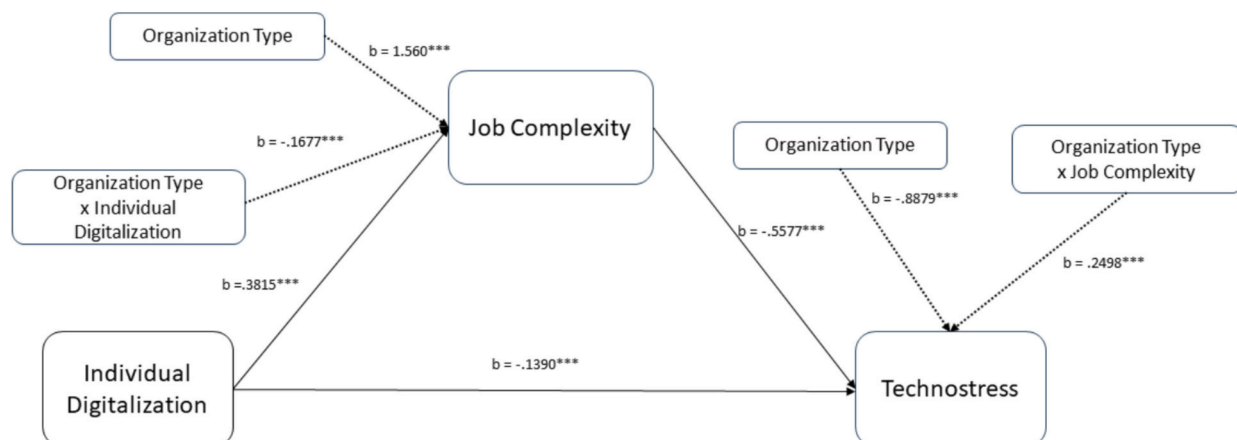 Organization Type
b = 1.560***
Job Complexity
b = -.1677***
Organization Type
Organization Type
x Job Complexity
Organization Type
x Individual
Digitalization
b = -.8879***
b = -.5577***
b = .2498***
b =.3815***
b = -.1390***
Individual
Digitalization
Technostress